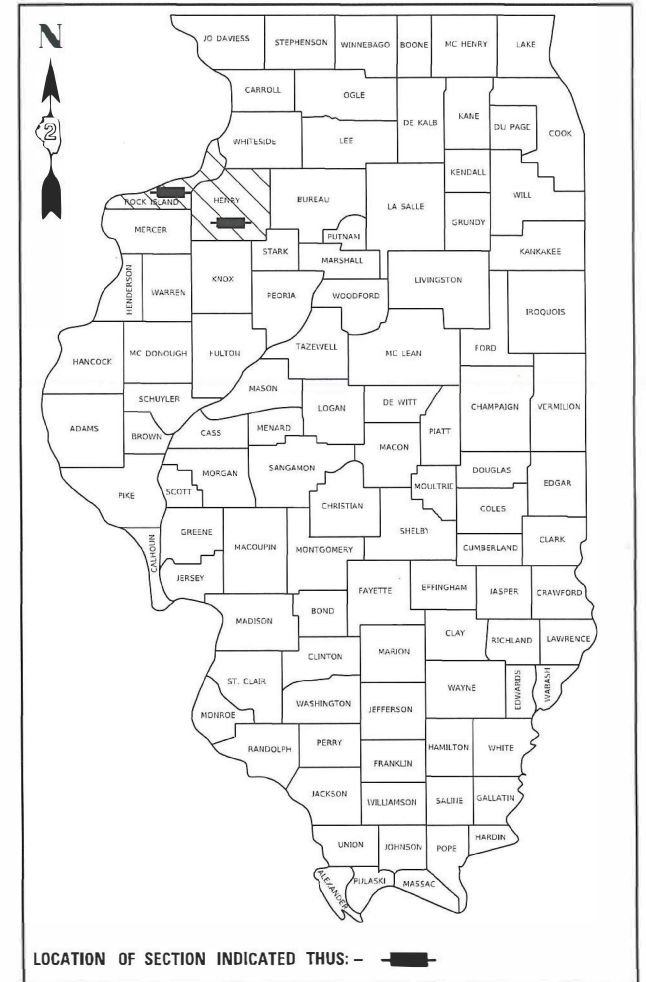 N
2
JO DAVIESS
STEPHENSON
WINNEBAGO
BOONE
MC HENRY
LAKE
CARROLL
OGLE
DE KALB
KANE
DU PAGE
COOK
WHITESIDE
LEE
KENDALL
WILL
ROCK ISLAND
HENRY
BUREAU
LA SALLE
GRUNDY
MERCER
PUTNAM
KANKAKEE
STARK
MARSHALL
HENDERSON
WARREN
KNOX
PEORIA
WOODFORD
LIVINGSTON
IROQUOIS
HANCOCK
MC DONOUGH
FULTON
TAZEWELL
MC LEAN
FORD
MASON
SCHUYLER
LOGAN
DE WITT
CHAMPAIGN
VERMILION
ADAMS
BROWN
CASS
MENARD
MACON
PIATT
MORGAN
SANGAMON
DOUGLAS
EDGAR
PIKE
SCOTT
MOULTRIE
CHRISTIAN
COLES
GREENE
MACOUPIN
SHELBY
CALHOUN
MONTGOMERY
CUMBERLAND
CLARK
JERSEY
FAYETTE
EFFINGHAM
JASPER
CRAWFORD
MADISON
BOND
CLAY
RICHLAND
LAWRENCE
CLINTON
MARION
ST. CLAIR
WAYNE
EDWARDS
WABASH
WASHINGTON
JEFFERSON
MONROE
RANDOLPH
PERRY
HAMILTON
WHITE
FRANKLIN
JACKSON
WILLIAMSON
SALINE
GALLATIN
UNION
JOHNSON
POPE
HARDIN
ALEXANDER
PULASKI
MASSAC
LOCATION OF SECTION INDICATED THUS: –